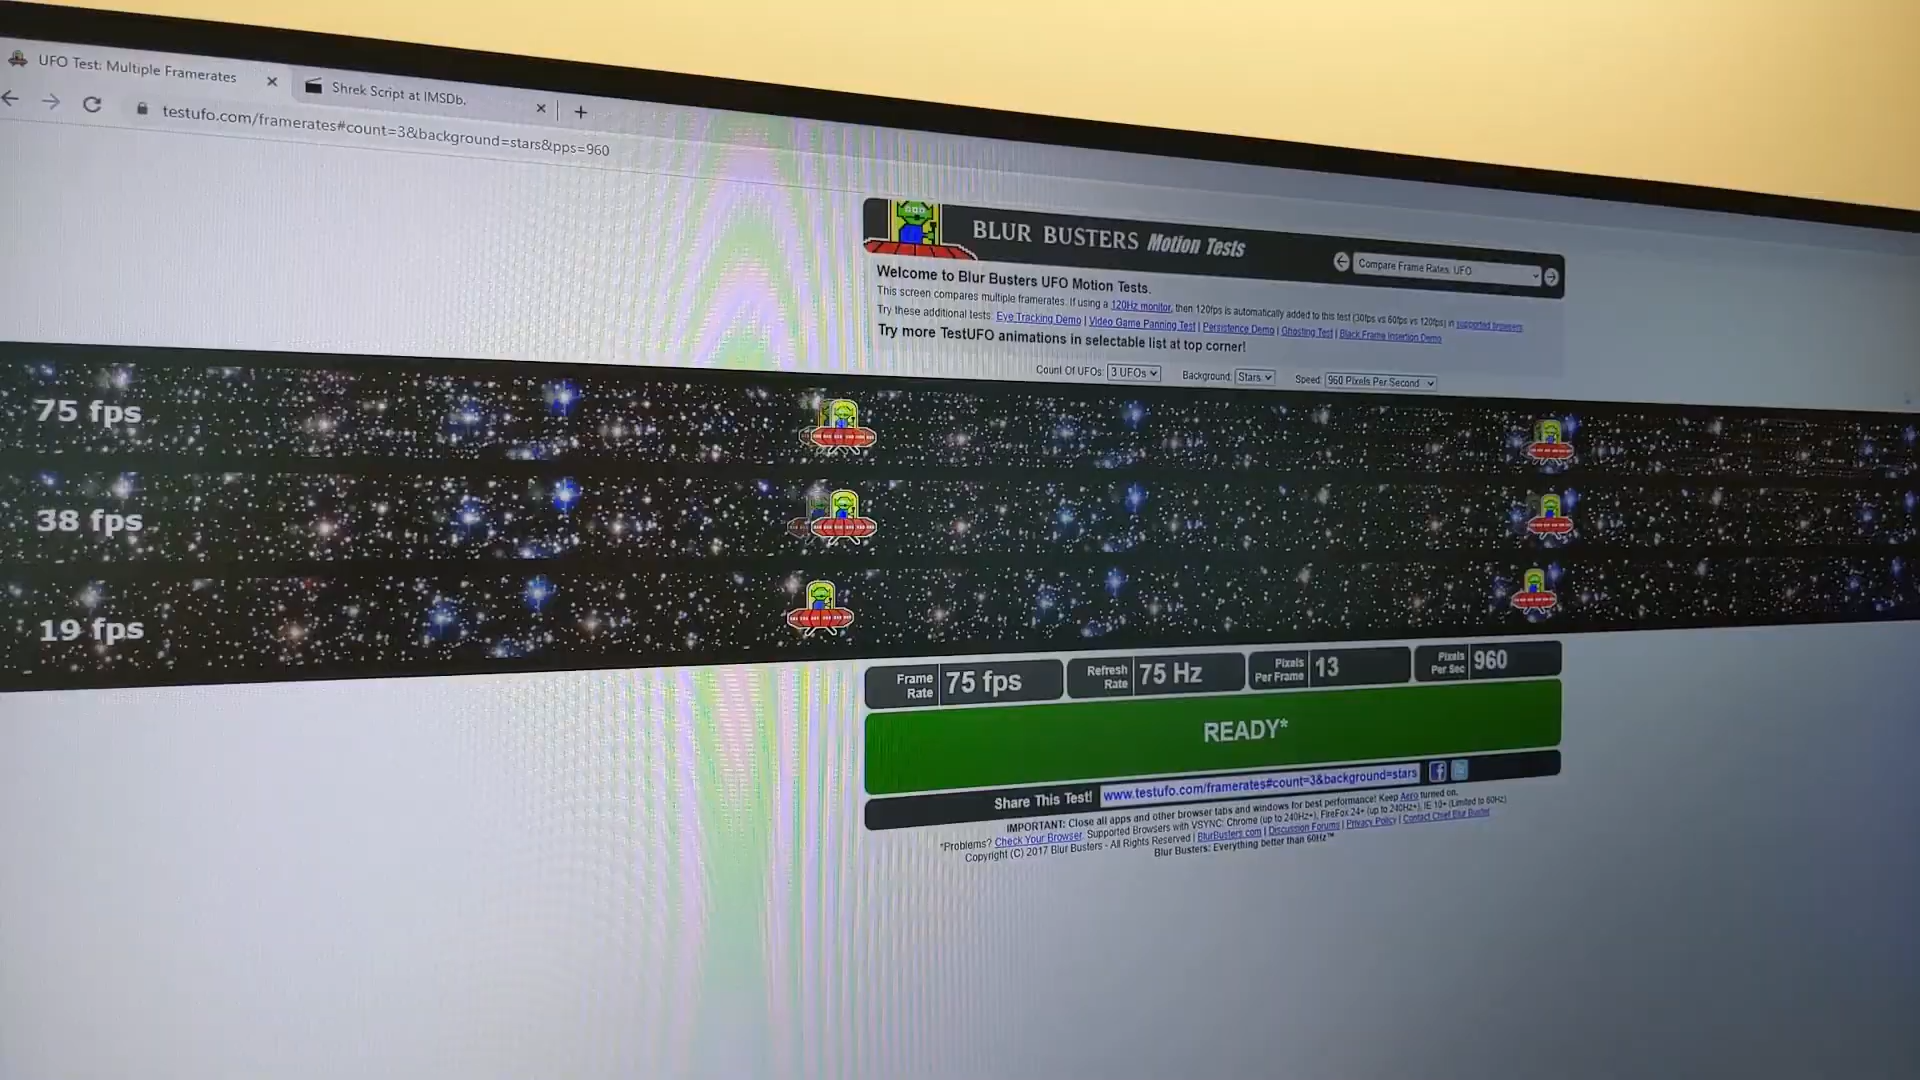 UFO Test: Multiple Framerates
Shrek Script at IMSDb.
testufo.com/framerates#count=3&background=stars&pps=960
BLUR BUSTERS Motion Tests
Compare Frame Rates: UFO
Welcome to Blur Busters UFO Motion Tests.
This screen compares multiple framerates. If using a 120Hz monitor, then 120fps is automatically added to this test (30fps vs 60fps vs 120fps) in supported browsers
Try these additional tests: Eye Tracking Demo | Video Game Panning Test | Persistence Demo | Ghosting Test | Black Frame Insertion Demo
Try more TestUFO animations in selectable list at top corner!
Count Of UFOs: 3 UFOs Background: Stars Speed: 960 Pixels Per Second
75 fps
38 fps
19 fps
Frame Rate 75 fps Refresh Rate 75 Hz Pixels Per Frame 13 Pixels Per Sec 960
READY*
Share This Test! www.testufo.com/framerates#count=3&background=stars
IMPORTANT: Close all apps and other browser tabs and windows for best performance! Keep Aero turned on.
*Problems? Check Your Browser. Supported Browsers with VSYNC: Chrome (up to 240Hz+), FireFox 24+ (up to 240Hz+), IE 10+ (Limited to 60Hz)
Copyright (C) 2017 Blur Busters - All Rights Reserved | BlurBusters.com | Discussion Forums | Privacy Policy | Contact Chief Blur Buster
Blur Busters: Everything better than 60Hz™